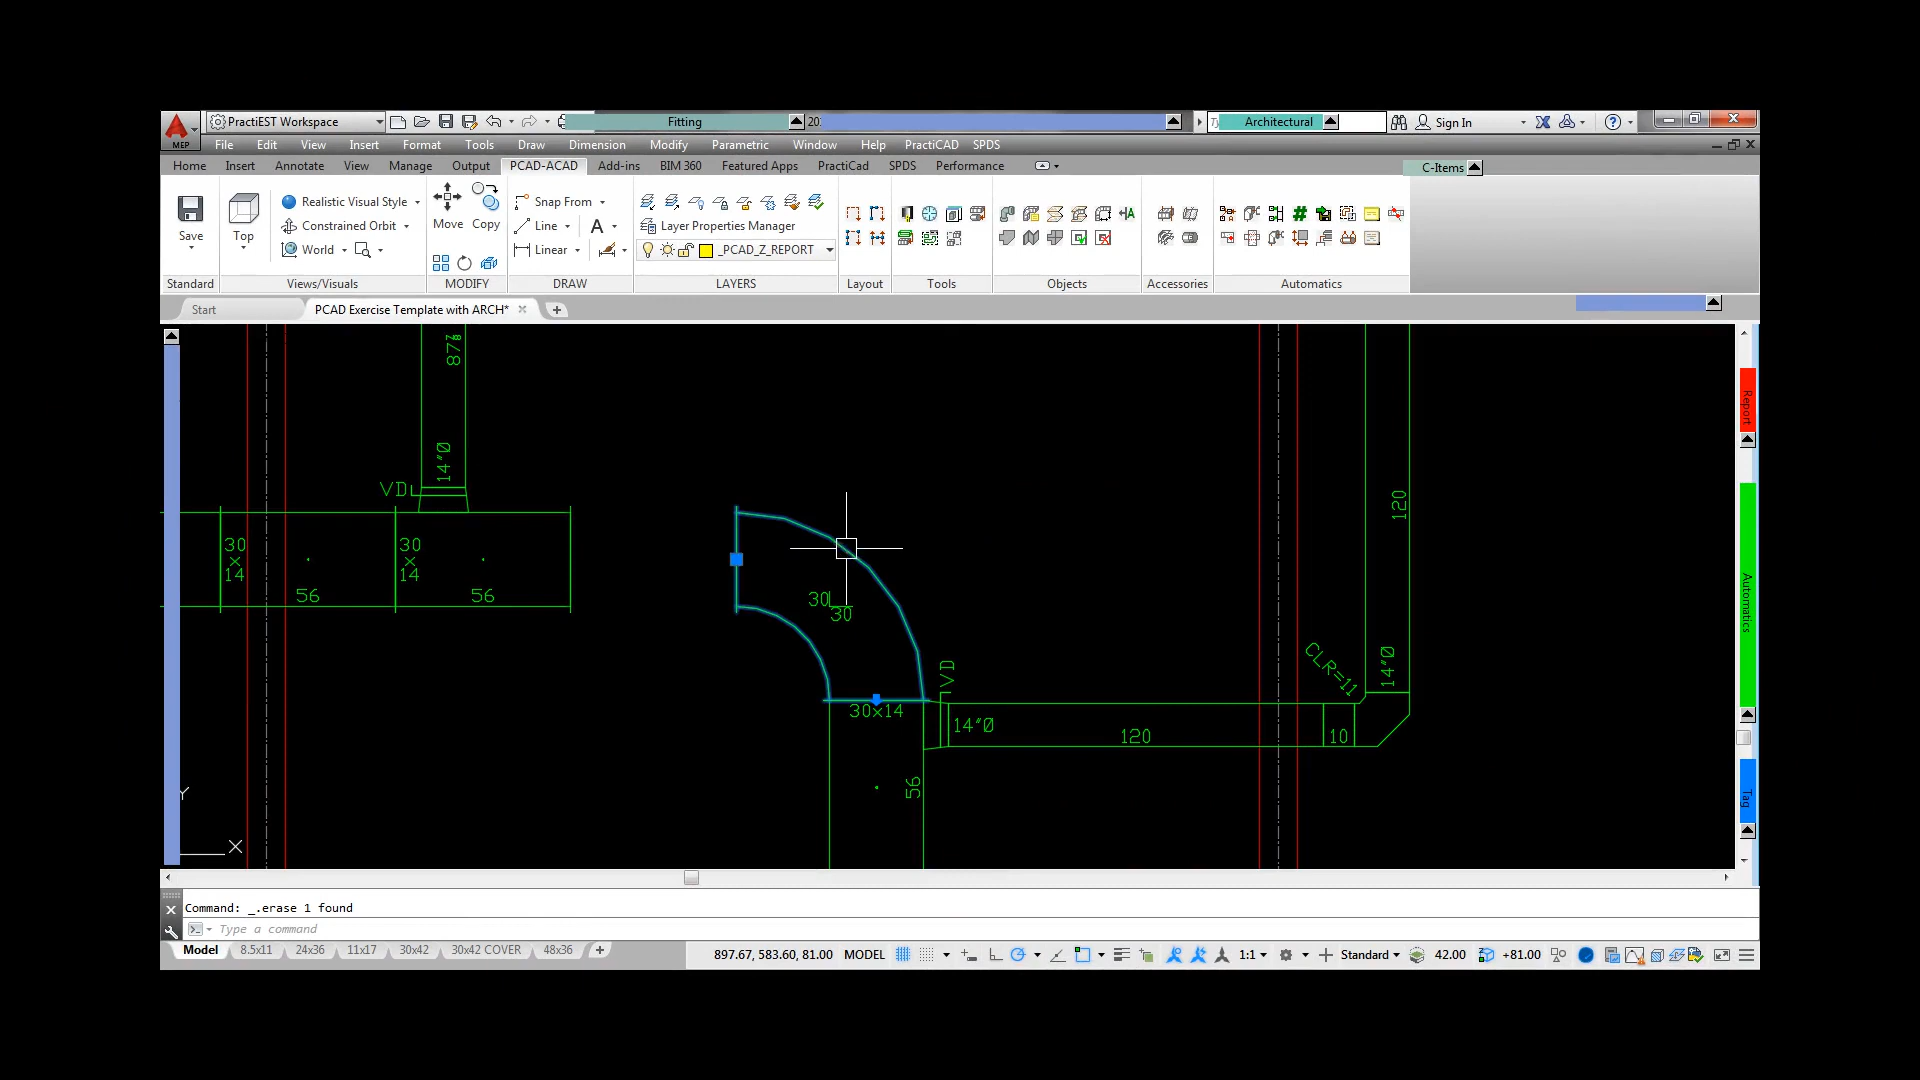 PractiEST Workspace
Fitting
20
Architectural
Sign In
MEP
File Edit View Insert Format Tools Draw Dimension Modify Parametric Window Help PractiCAD SPDS
Home Insert Annotate View Manage Output PCAD-ACAD Add-ins BIM 360 Featured Apps PractiCad SPDS Performance
C-Items
Realistic Visual Style
Snap From
Constrained Orbit
Line
A
Layer Properties Manager
Save
Top
Move
Copy
World
Linear
_PCAD_Z_REPORT
Standard
Views/Visuals
MODIFY
DRAW
LAYERS
Layout
Tools
Objects
Accessories
Automatics
Start
PCAD Exercise Template with ARCH*
87
14"Ø
VD
30
x
14
56
30
x
14
56
30
30
30x14
VD
14"Ø
120
10
CLR=11
14"Ø
120
56
Y
X
Report
Automatics
Tag
Command: _.erase 1 found
Type a command
Model 8.5x11 24x36 11x17 30x42 30x42 COVER 48x36
897.67, 583.60, 81.00 MODEL
1:1
Standard
42.00
+81.00